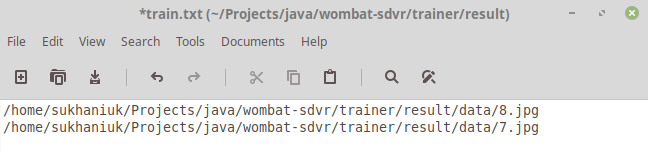 *train.txt (~/Projects/java/wombat-sdvr/trainer/result)
File Edit View Search Tools Documents Help
/home/sukhaniuk/Projects/java/wombat-sdvr/trainer/result/data/8.jpg
/home/sukhaniuk/Projects/java/wombat-sdvr/trainer/result/data/7.jpg